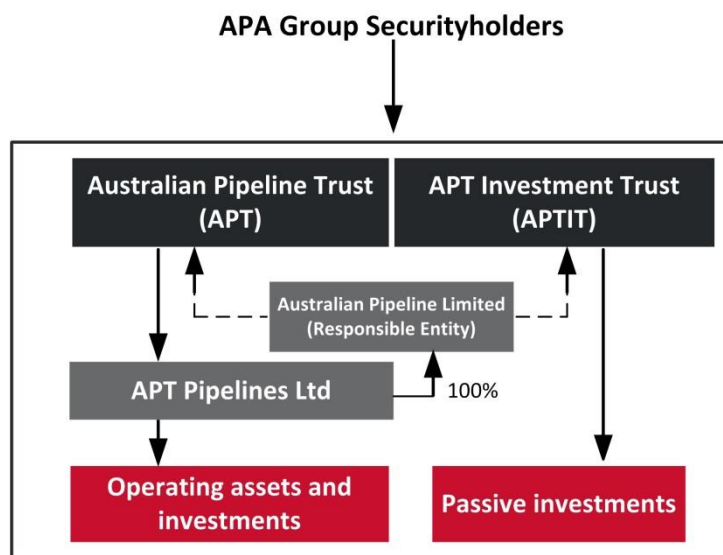 APA Group Securityholders
Australian Pipeline Trust
(APT)
APT Investment Trust
(APTIT)
Australian Pipeline Limited
(Responsible Entity)
APT Pipelines Ltd
100%
Operating assets and
investments
Passive investments